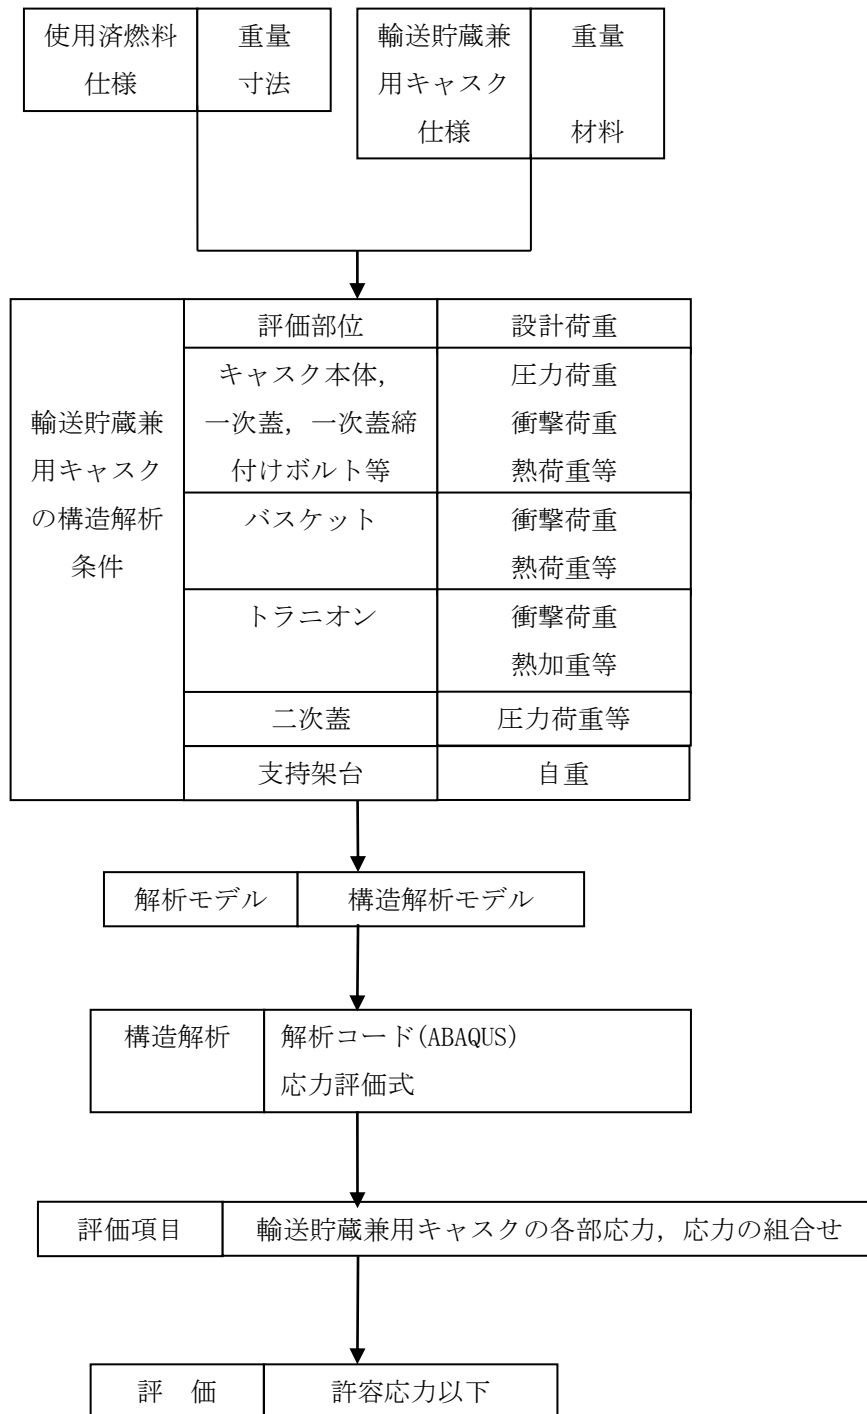 使用済燃料
仕様
重量
寸法
輸送貯蔵兼
用キャスク
仕様
重量
材料
輸送貯蔵兼
用キャスク
の構造解析
条件
評価部位
設計荷重
キャスク本体,
一次蓋, 一次蓋締
付けボルト等
圧力荷重
衝撃荷重
熱荷重等
バスケット
衝撃荷重
熱荷重等
トラニオン
衝撃荷重
熱加重等
二次蓋
圧力荷重等
支持架台
自重
解析モデル
構造解析モデル
構造解析
解析コード(ABAQUS)
応力評価式
評価項目
輸送貯蔵兼用キャスクの各部応力, 応力の組合せ
評 価
許容応力以下